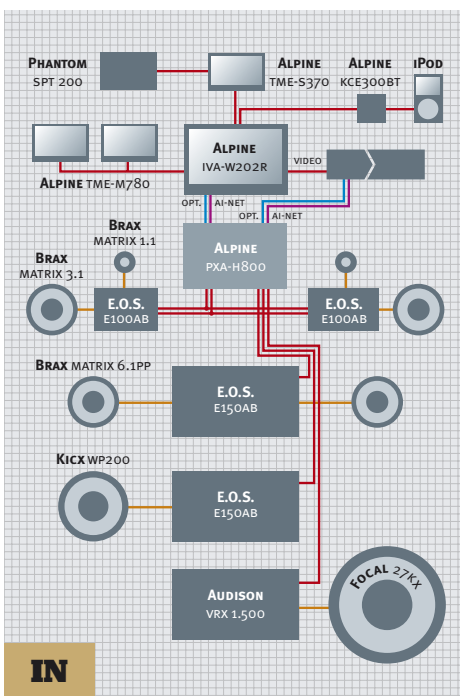 PHANTOM
SPT 200
ALPINE
TME-S370
ALPINE
KCE300BT
iPOD
ALPINE
IVA-W202R
VIDEO
ALPINE TME-M780
OPT. AI-NET
OPT. AI-NET
ALPINE
PXA-H800
BRAX
MATRIX 1.1
BRAX
MATRIX 3.1
E.O.S.
E100AB
E.O.S.
E100AB
BRAX MATRIX 6.1PP
E.O.S.
E150AB
KICX WP200
E.O.S.
E150AB
AUDISON
VRX 1.500
FOCAL 27KX
IN